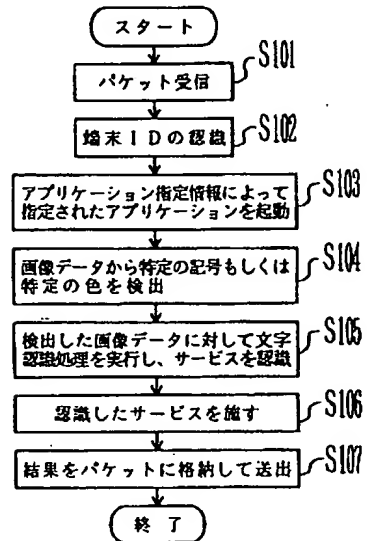 スタート
パケット受信
S101
端末IDの認識
S102
アプリケーション指定情報によって
指定されたアプリケーションを起動
S103
画像データから特定の記号もしくは
特定の色を検出
S104
検出した画像データに対して文字
認識処理を実行し、サービスを認識
S105
認識したサービスを施す
S106
結果をパケットに格納して送出
S107
終了